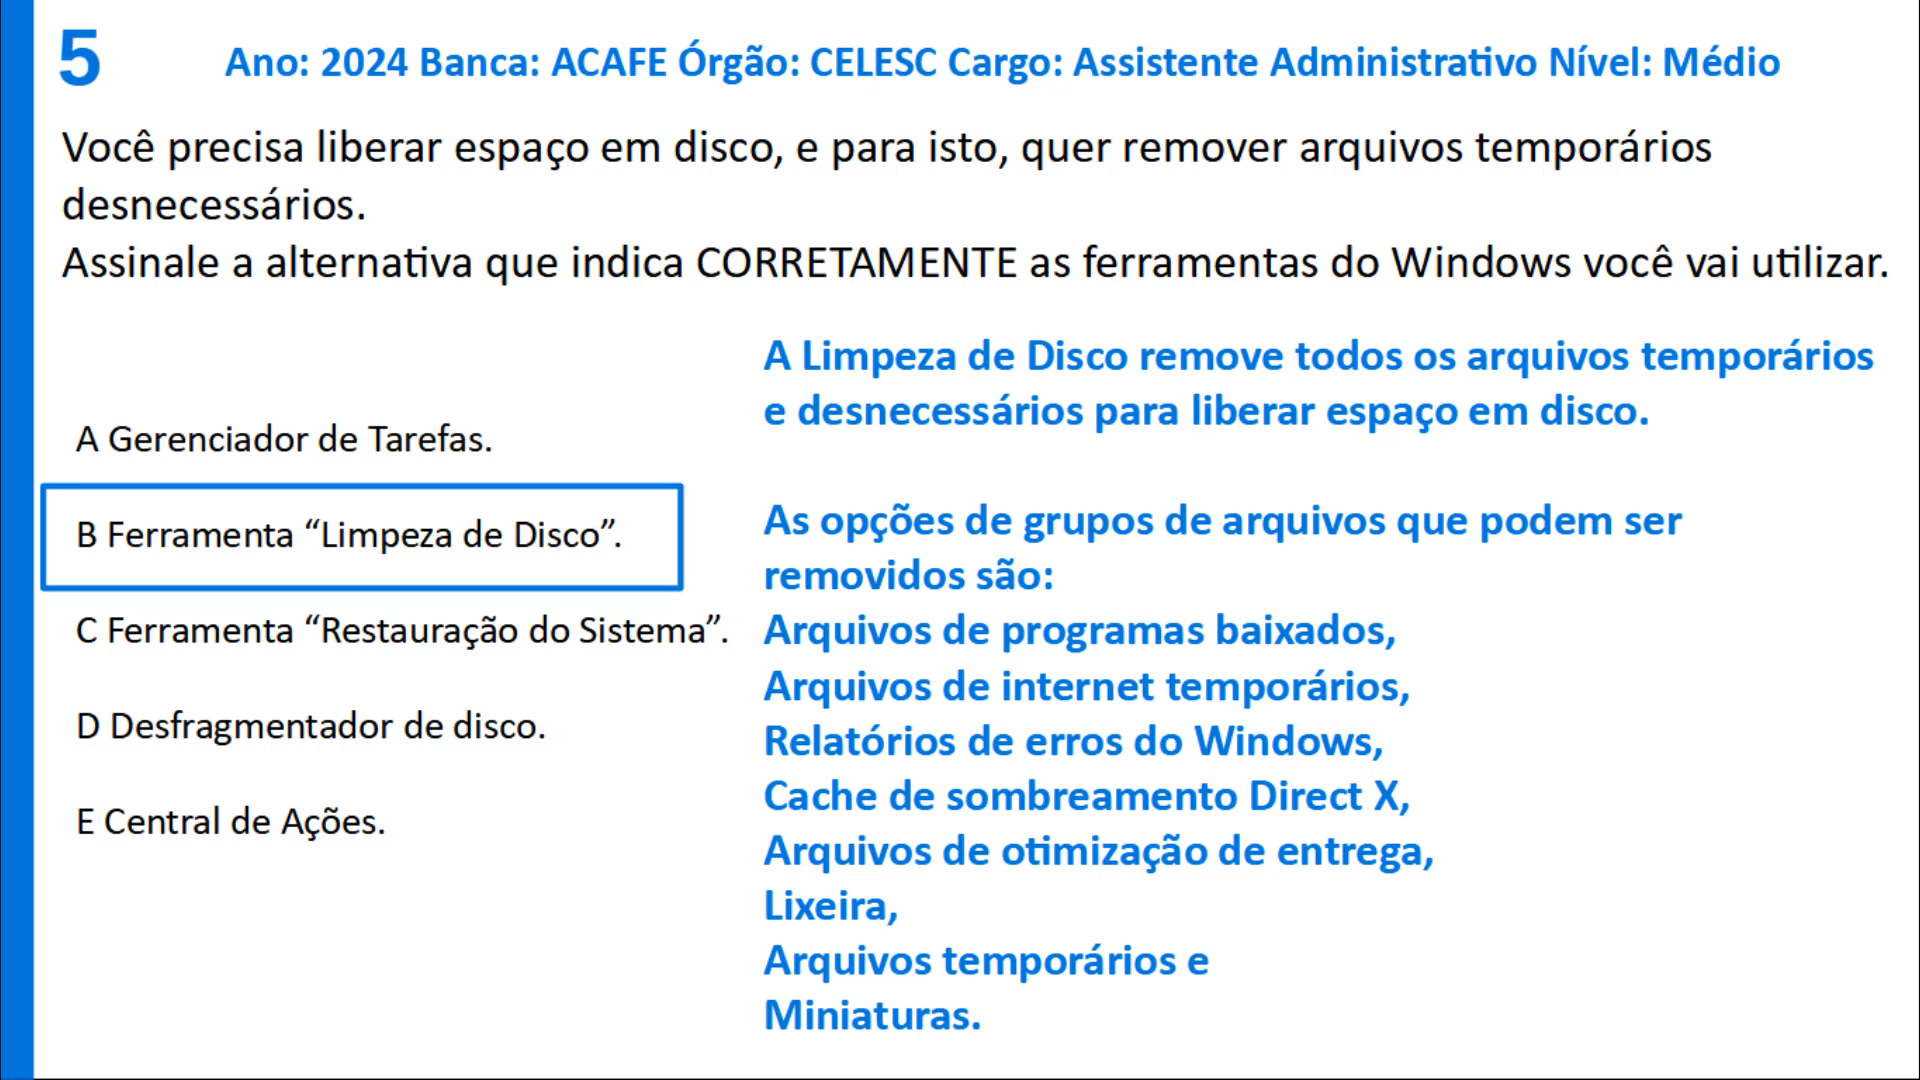 5
Ano: 2024 Banca: ACAFE Órgão: CELESC Cargo: Assistente Administrativo Nível: Médio
Você precisa liberar espaço em disco, e para isto, quer remover arquivos temporários
desnecessários.
Assinale a alternativa que indica CORRETAMENTE as ferramentas do Windows você vai utilizar.
A Gerenciador de Tarefas.
B Ferramenta “Limpeza de Disco”.
C Ferramenta “Restauração do Sistema”.
D Desfragmentador de disco.
E Central de Ações.
A Limpeza de Disco remove todos os arquivos temporários
e desnecessários para liberar espaço em disco.
As opções de grupos de arquivos que podem ser
removidos são:
Arquivos de programas baixados,
Arquivos de internet temporários,
Relatórios de erros do Windows,
Cache de sombreamento Direct X,
Arquivos de otimização de entrega,
Lixeira,
Arquivos temporários e
Miniaturas.